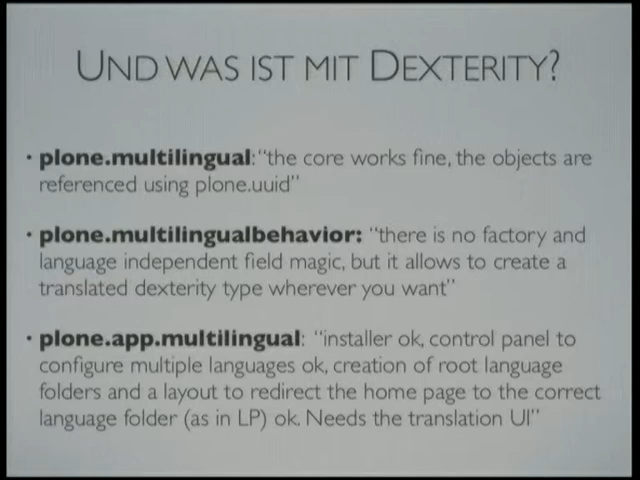 UND WAS IST MIT DEXTERITY?
• plone.multilingual:“the core works fine, the objects are
referenced using plone.uuid”
• plone.multilingualbehavior: “there is no factory and
language independent field magic, but it allows to create a
translated dexterity type wherever you want”
• plone.app.multilingual: “installer ok, control panel to
configure multiple languages ok, creation of root language
folders and a layout to redirect the home page to the correct
language folder (as in LP) ok. Needs the translation UI”